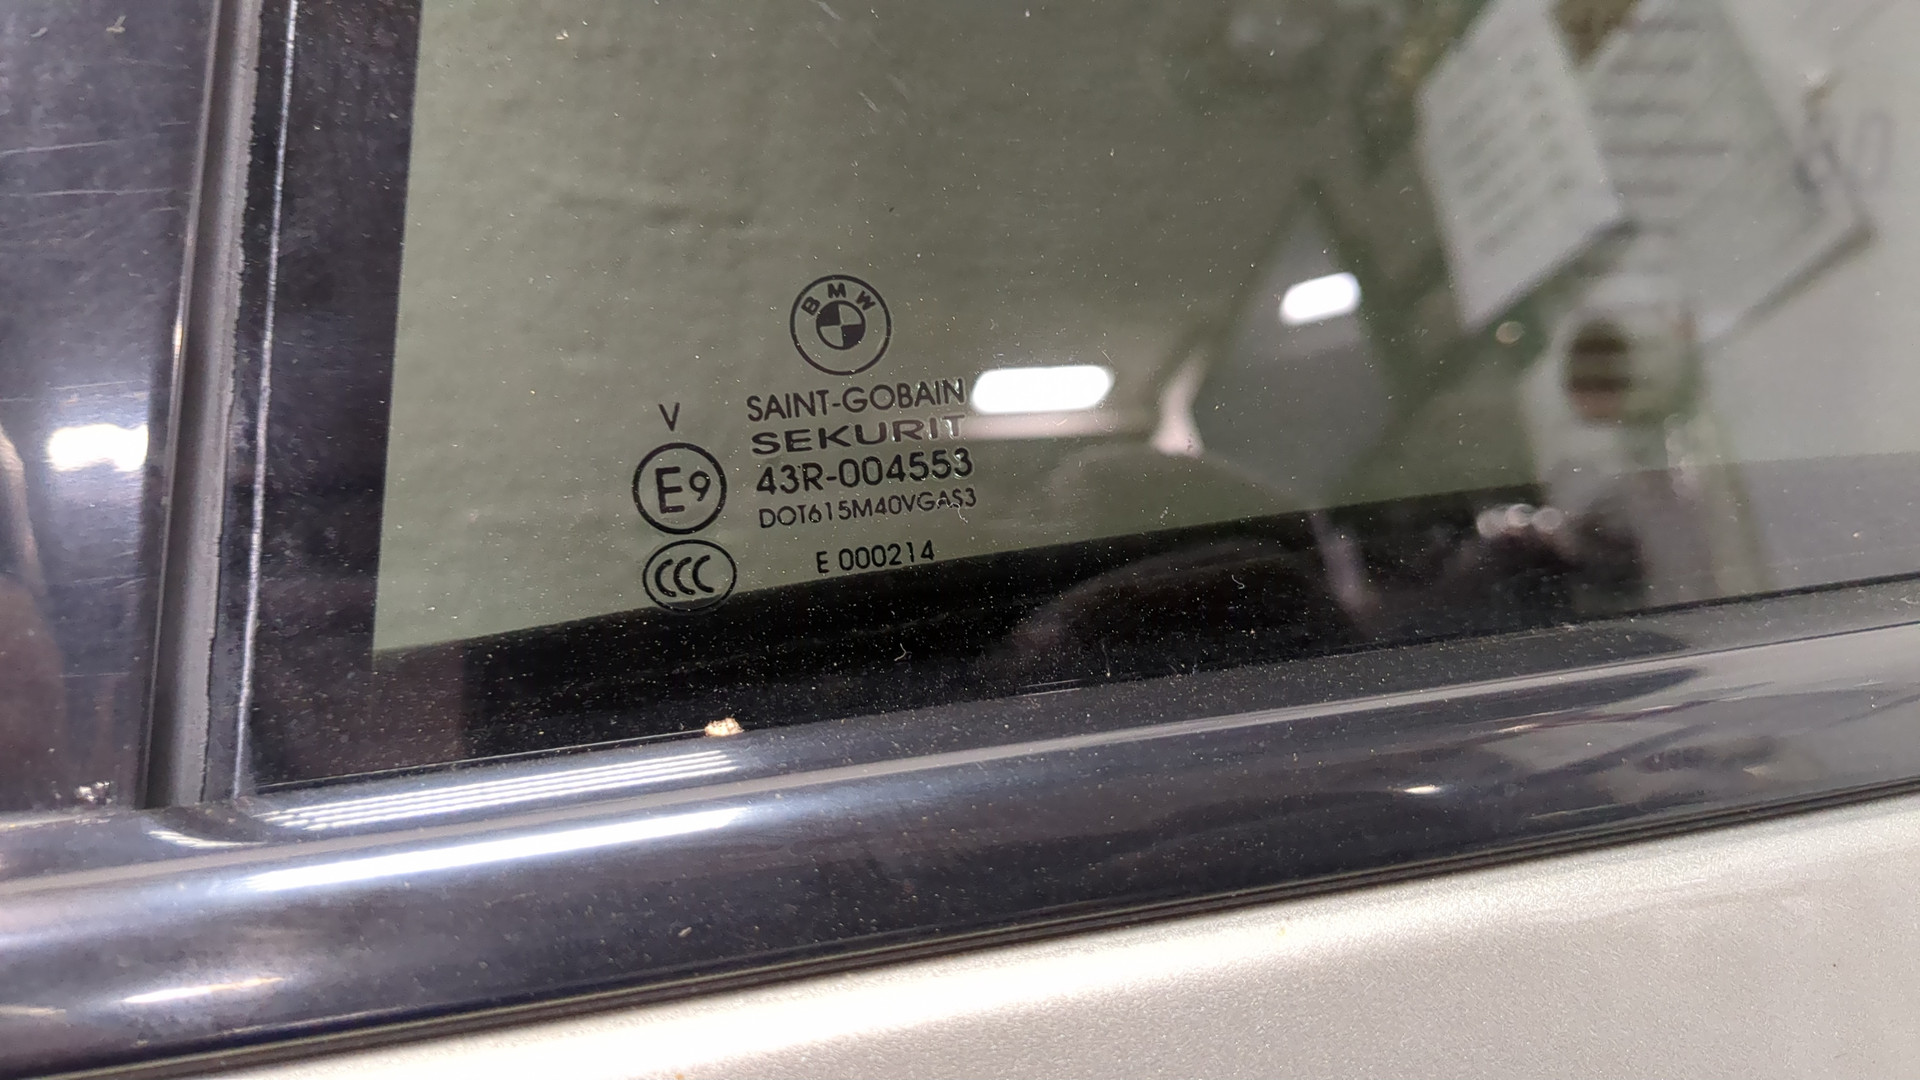 BMW
SAINT-GOBAIN
SEKURIT
V
43R-004553
E9
DOT615M40VGAS3
E 000214
CCC